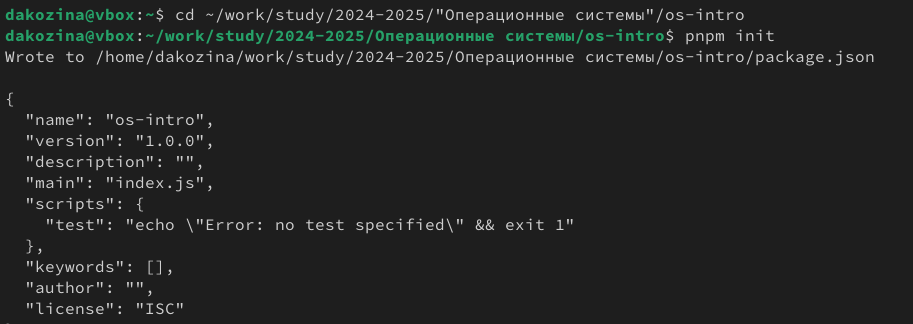 dakozina@vbox:~$ cd ~/work/study/2024-2025/"Операционные системы"/os-intro
dakozina@vbox:~/work/study/2024-2025/Операционные системы/os-intro$ pnpm init
Wrote to /home/dakozina/work/study/2024-2025/Операционные системы/os-intro/package.json
{
  "name": "os-intro",
  "version": "1.0.0",
  "description": "",
  "main": "index.js",
  "scripts": {
    "test": "echo \"Error: no test specified\" && exit 1"
  },
  "keywords": [],
  "author": "",
  "license": "ISC"